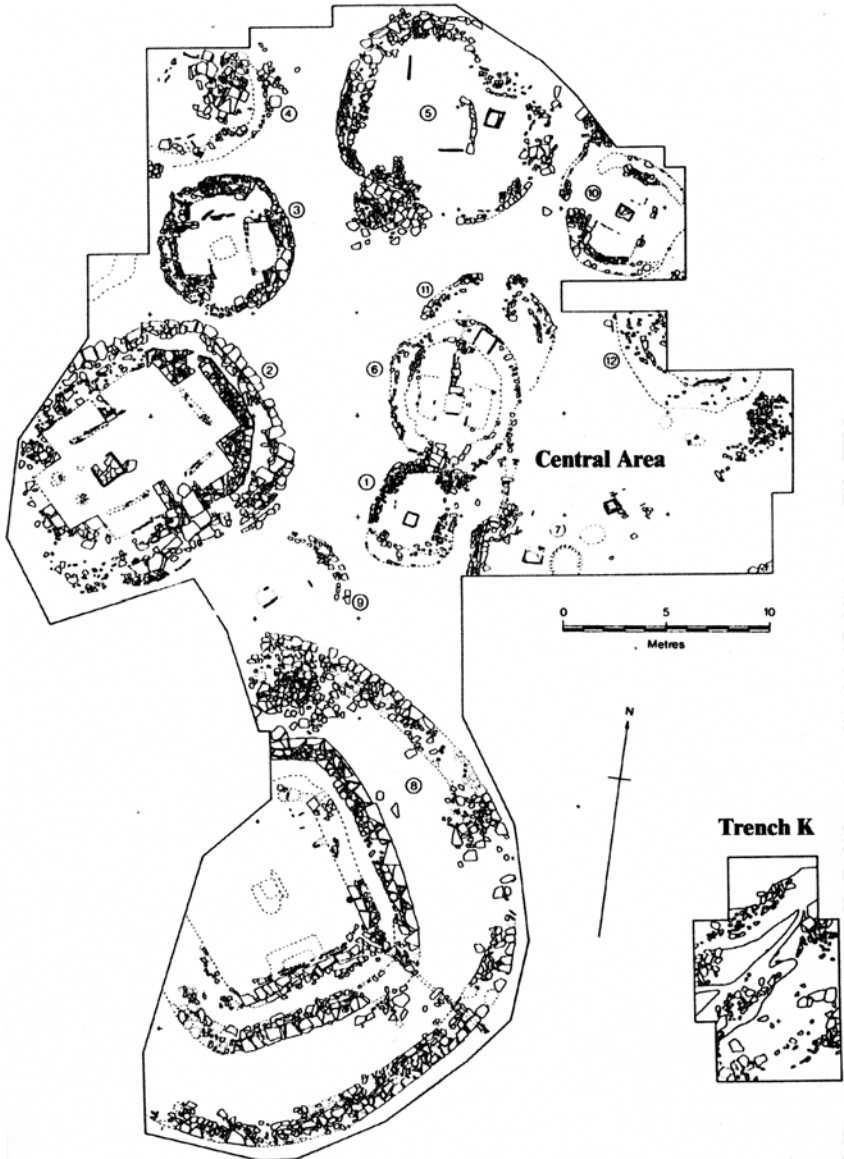 ④
⑤
⑩
③
⑪
②
⑥
⑫
Central Area
①
⑦
⑨
0 5 10
Metres
N
⑧
Trench K